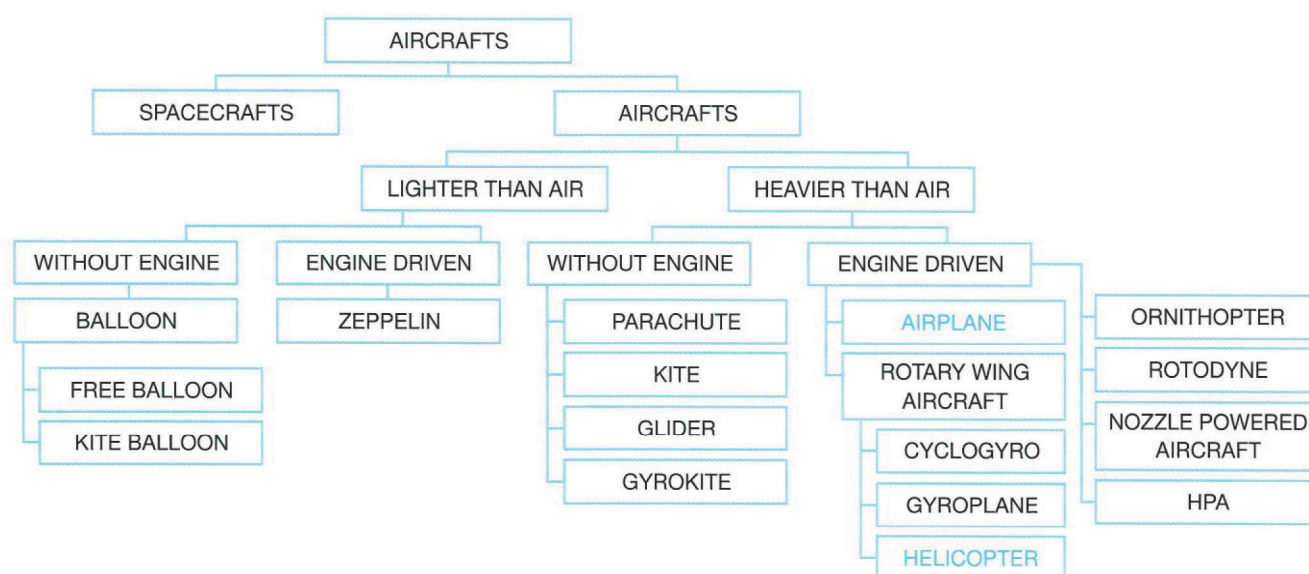 AIRCRAFTS
SPACECRAFTS
AIRCRAFTS
LIGHTER THAN AIR
HEAVIER THAN AIR
WITHOUT ENGINE
ENGINE DRIVEN
WITHOUT ENGINE
ENGINE DRIVEN
BALLOON
FREE BALLOON
KITE BALLOON
ZEPPELIN
PARACHUTE
KITE
GLIDER
GYROKITE
AIRPLANE
ROTARY WING
AIRCRAFT
CYCLOGYRO
GYROPLANE
HELICOPTER
ORNITHOPTER
ROTODYNE
NOZZLE POWERED
AIRCRAFT
HPA